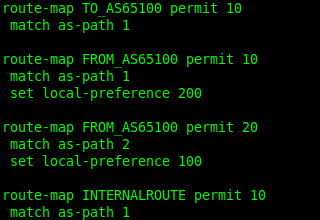 route-map TO_AS65100 permit 10
 match as-path 1
route-map FROM_AS65100 permit 10
 match as-path 1
 set local-preference 200
route-map FROM_AS65100 permit 20
 match as-path 2
 set local-preference 100
route-map INTERNALROUTE permit 10
 match as-path 1